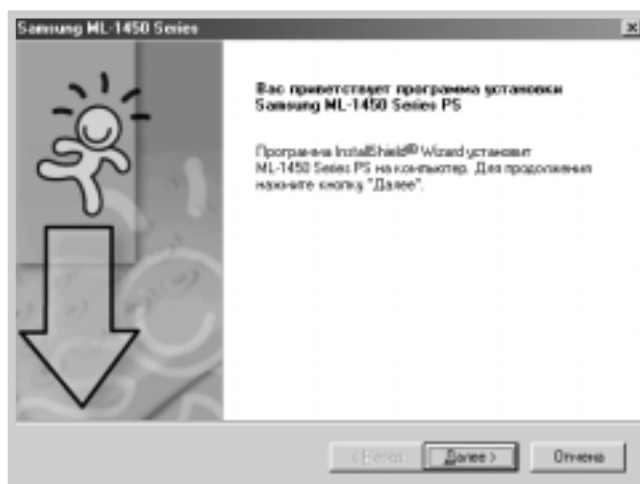 Samsung ML-1450 Series
Вас приветствует программа установки
Samsung ML-1450 Series PS
Программа InstallShield® Wizard установит
ML-1450 Series PS на компьютер. Для продолжения
нажмите кнопку "Далее".
< Назад
Далее >
Отмена